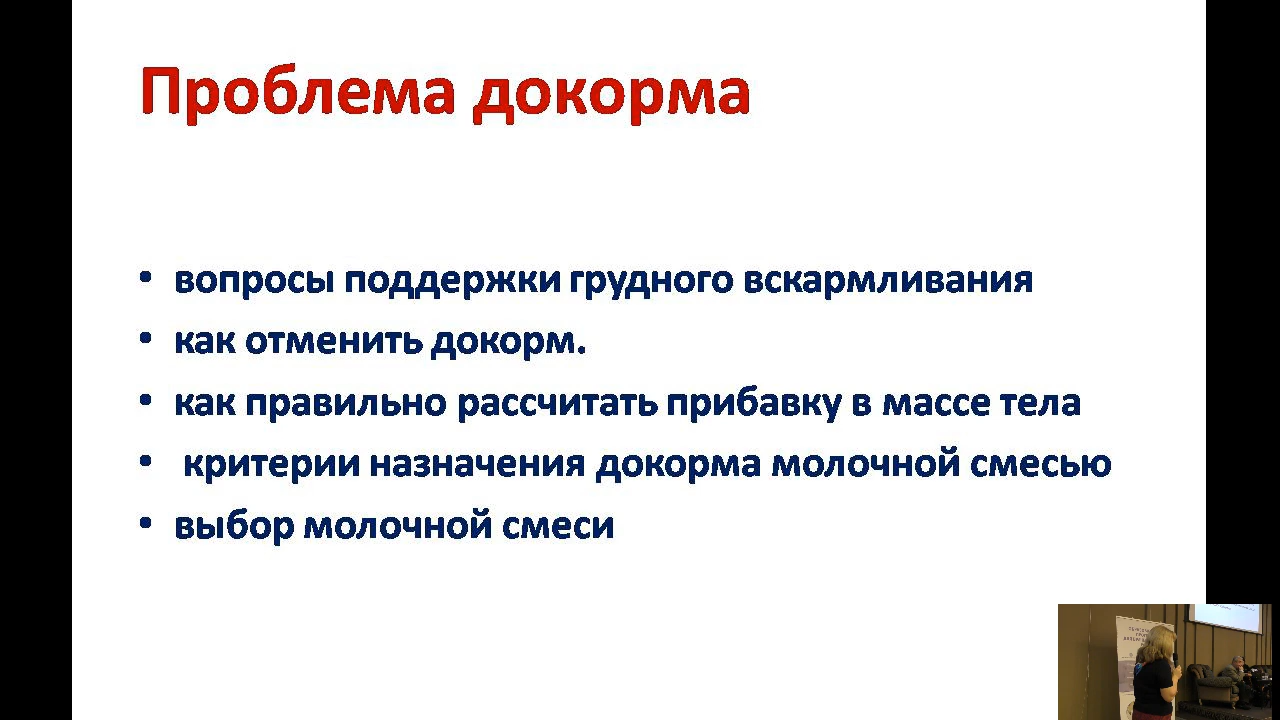 Проблема докорма
• вопросы поддержки грудного вскармливания
• как отменить докорм.
• как правильно рассчитать прибавку в массе тела
• критерии назначения докорма молочной смесью
• выбор молочной смеси